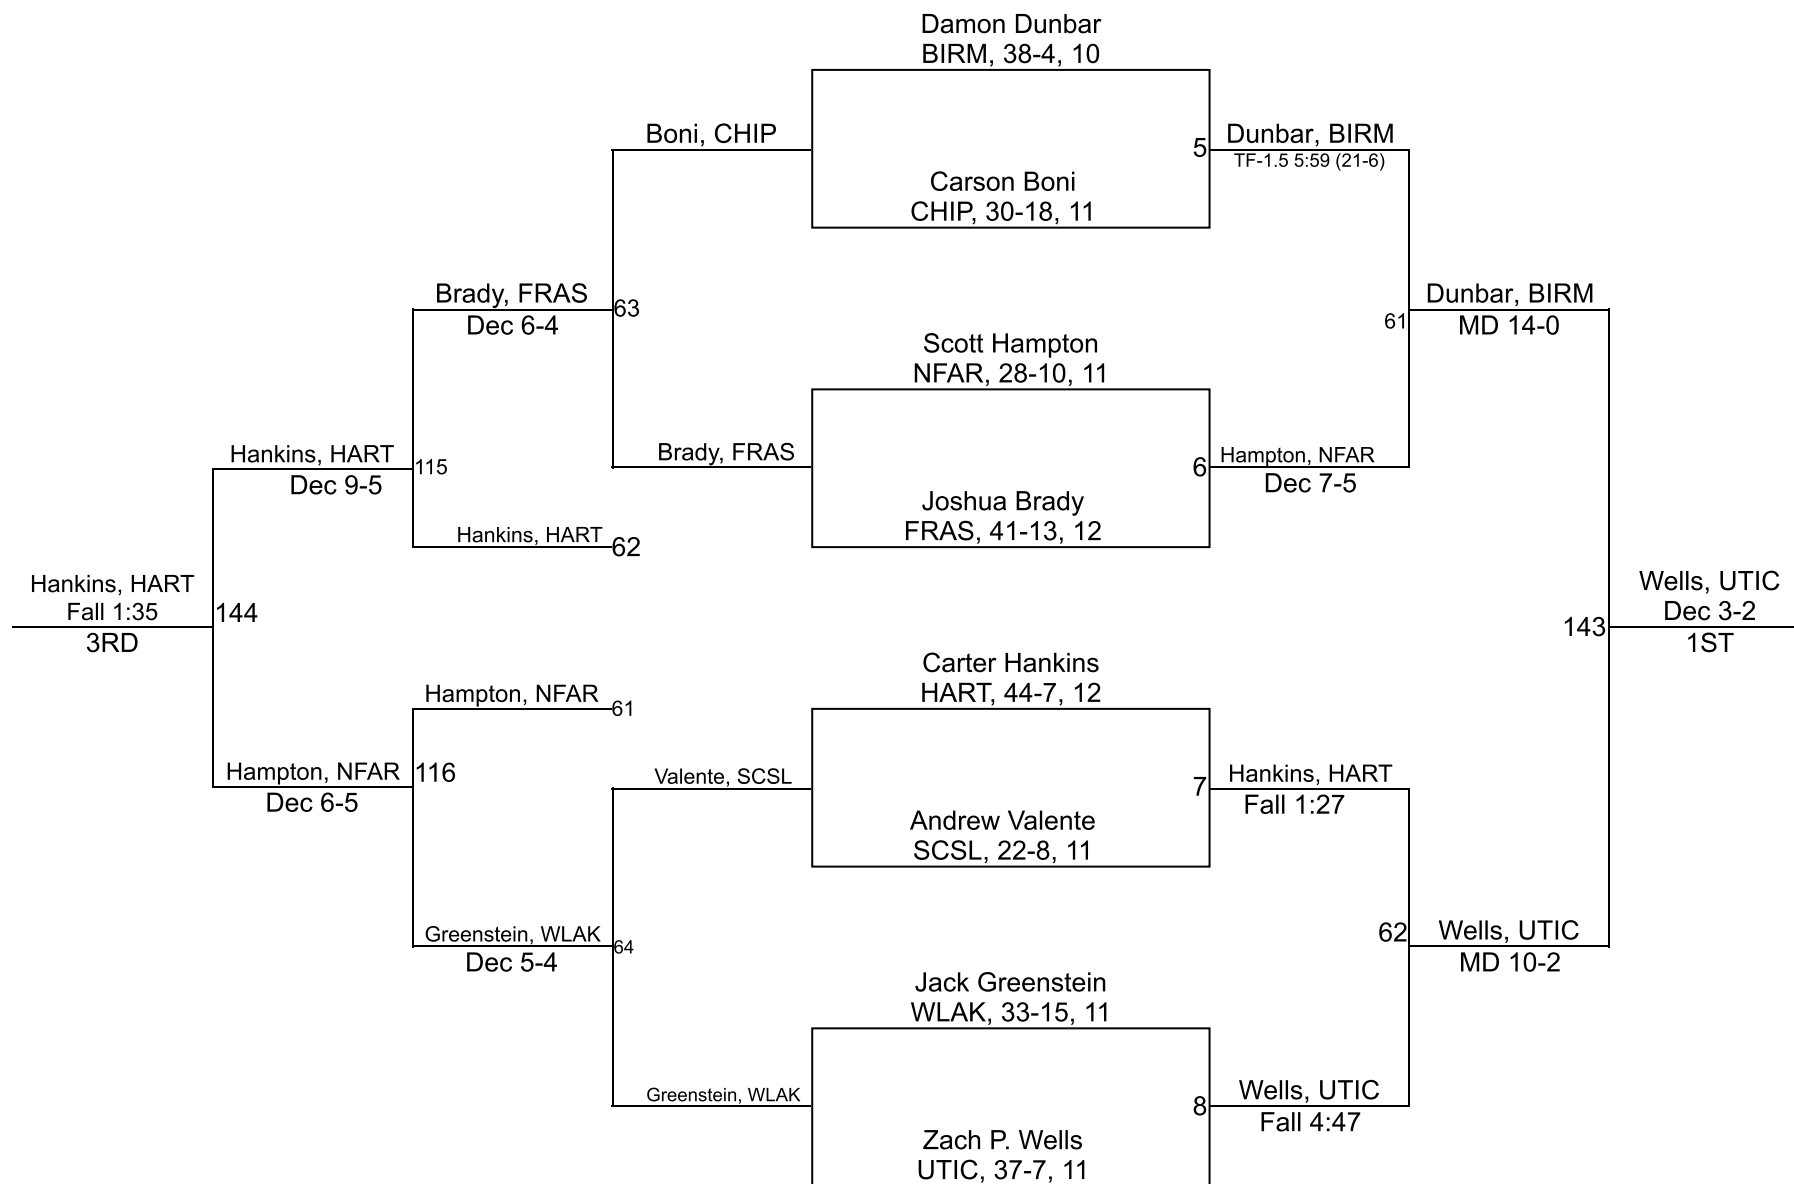 Damon Dunbar
BIRM, 38-4, 10
Boni, CHIP
5
Dunbar, BIRM
TF-1.5 5:59 (21-6)
Carson Boni
CHIP, 30-18, 11
Brady, FRAS
Dec 6-4
63
Dunbar, BIRM
MD 14-0
61
Scott Hampton
NFAR, 28-10, 11
Hankins, HART
Dec 9-5
115
Brady, FRAS
6
Hampton, NFAR
Dec 7-5
Joshua Brady
FRAS, 41-13, 12
Hankins, HART
62
Hankins, HART
Fall 1:35
3RD
144
143
Wells, UTIC
Dec 3-2
1ST
Carter Hankins
HART, 44-7, 12
Hampton, NFAR
61
Hampton, NFAR
Dec 6-5
116
Valente, SCSL
7
Hankins, HART
Fall 1:27
Andrew Valente
SCSL, 22-8, 11
Greenstein, WLAK
Dec 5-4
64
62
Wells, UTIC
MD 10-2
Jack Greenstein
WLAK, 33-15, 11
Greenstein, WLAK
8
Wells, UTIC
Fall 4:47
Zach P. Wells
UTIC, 37-7, 11